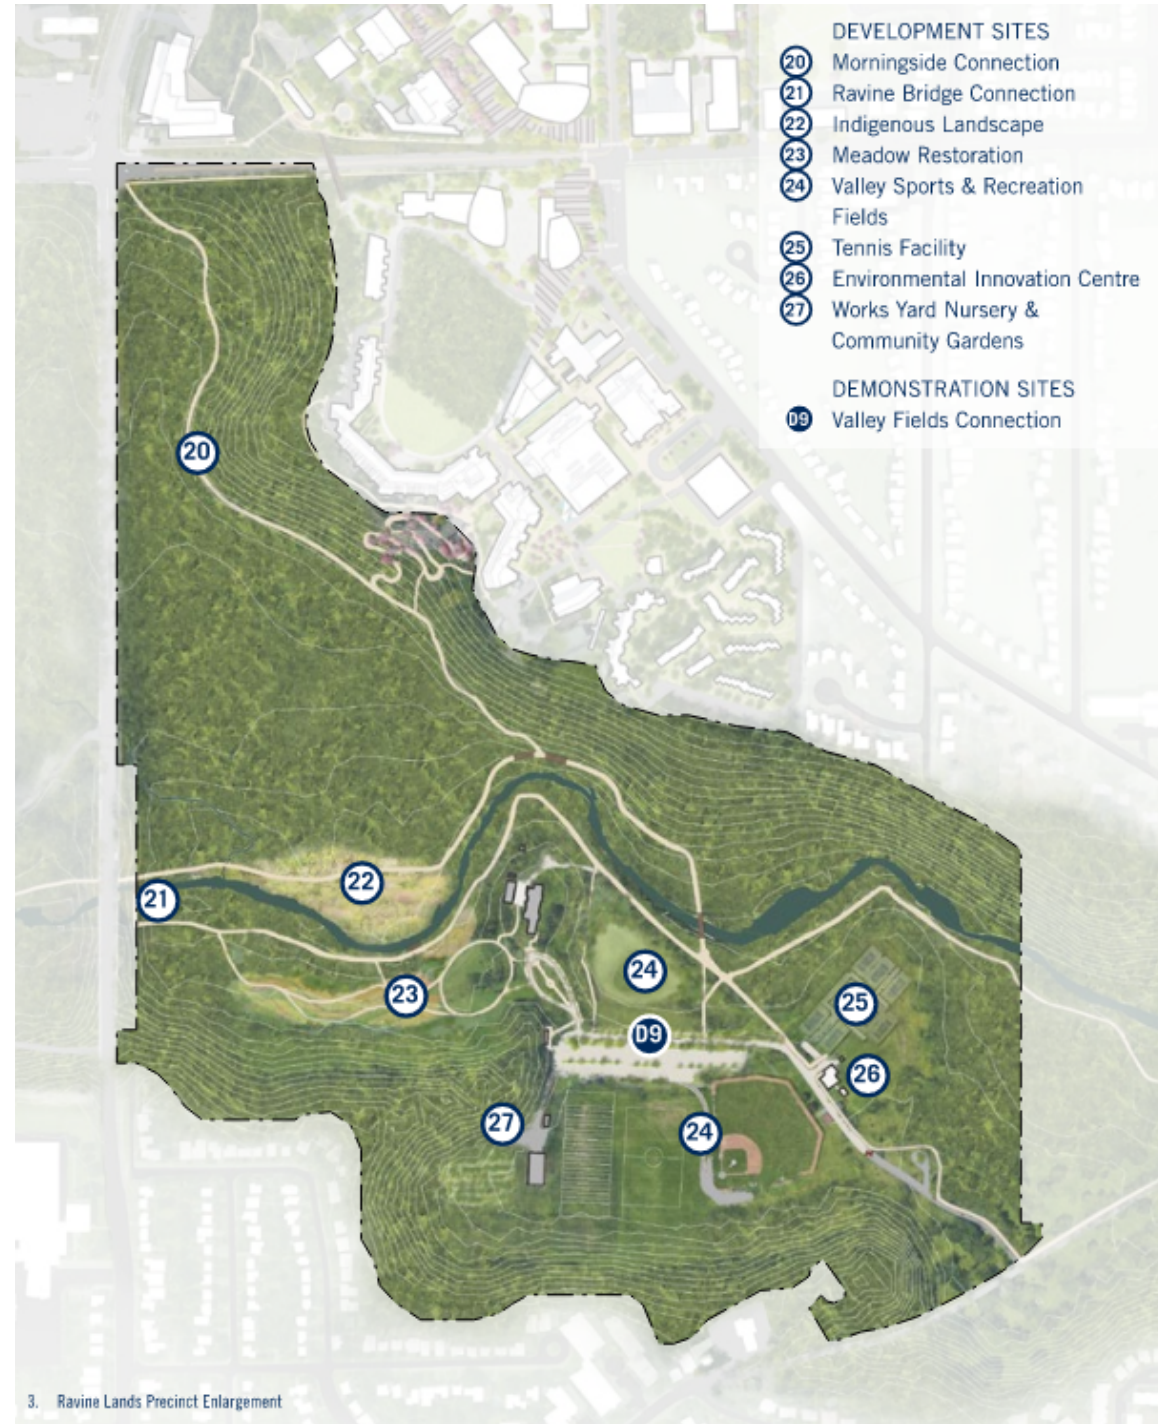 DEVELOPMENT SITES
20 Morningside Connection
21 Ravine Bridge Connection
22 Indigenous Landscape
23 Meadow Restoration
24 Valley Sports & Recreation
Fields
25 Tennis Facility
26 Environmental Innovation Centre
27 Works Yard Nursery &
Community Gardens
DEMONSTRATION SITES
D9 Valley Fields Connection
20
22
21
24
23
25
D9
26
27
24
3. Ravine Lands Precinct Enlargement